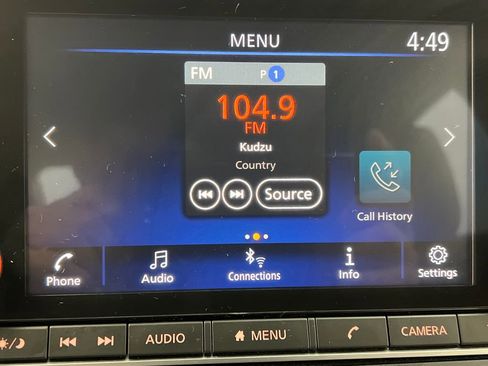 MENU
4:49
FM
P 1
104.9
FM
Kudzu
Country
Source
Call History
Phone
Audio
Connections
Info
Settings
AUDIO
MENU
CAMERA